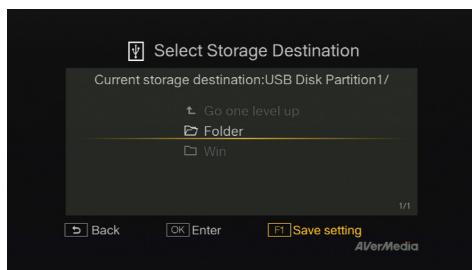 Select Storage Destination
Current storage destination:USB Disk Partition1/
Go one level up
Folder
Win
1/1
Back OK Enter F1 Save setting
AVerMedia